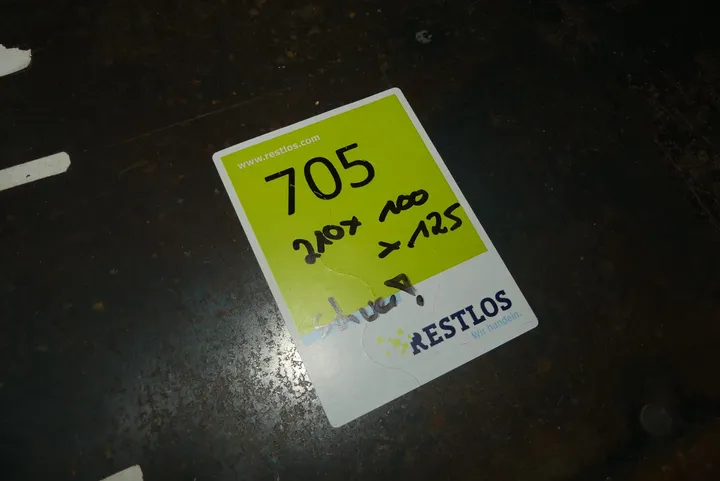 www.restlos.com
705
210x 100
x 125
RESTLOS
Wir handeln.